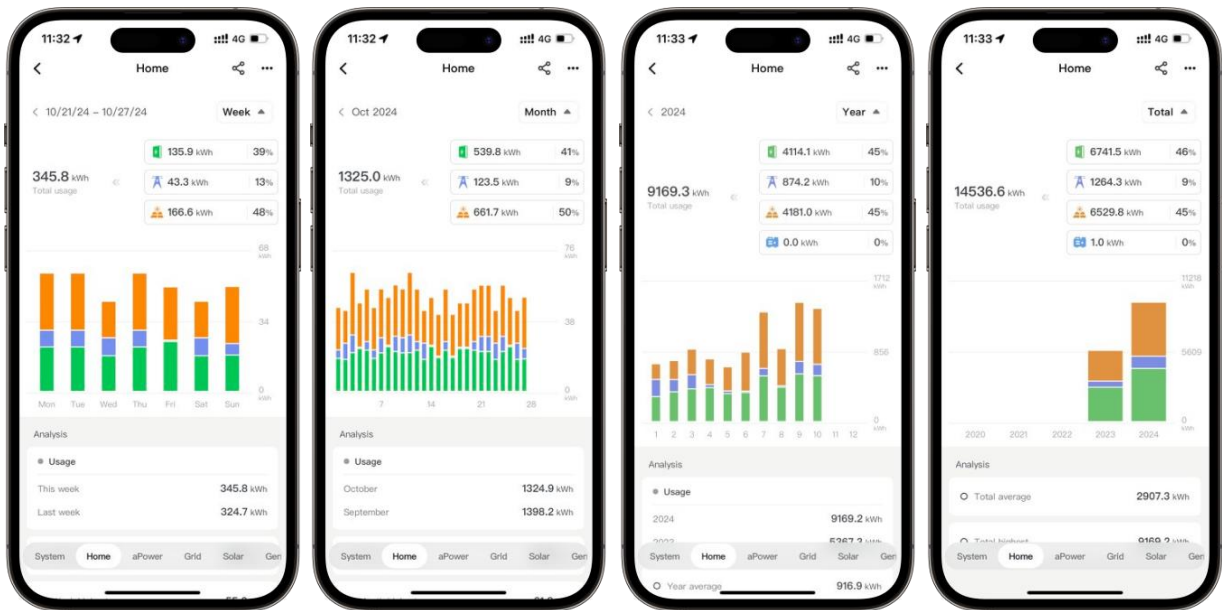 11:32 4G
Home
10/21/24 – 10/27/24 Week
135.9 kWh 39%
345.8 kWh
Total usage
43.3 kWh 13%
166.6 kWh 48%
68
kWh
34
0
kWh
Mon Tue Wed Thu Fri Sat Sun
Analysis
Usage
This week 345.8 kWh
Last week 324.7 kWh
System Home aPower Grid Solar Gen
11:32 4G
Home
Oct 2024 Month
539.8 kWh 41%
1325.0 kWh
Total usage
123.5 kWh 9%
661.7 kWh 50%
76
kWh
38
0
kWh
7 14 21 28
Analysis
Usage
October 1324.9 kWh
September 1398.2 kWh
System Home aPower Grid Solar Gen
11:33 4G
Home
2024 Year
4114.1 kWh 45%
9169.3 kWh
Total usage
874.2 kWh 10%
4181.0 kWh 45%
0.0 kWh 0%
1712
kWh
856
0
kWh
1 2 3 4 5 6 7 8 9 10 11 12
Analysis
Usage
2024 9169.2 kWh
2023 5367.3 kWh
System Home aPower Grid Solar Gen
Year average 916.9 kWh
11:33 4G
Home
Total
6741.5 kWh 46%
14536.6 kWh
Total usage
1264.3 kWh 9%
6529.8 kWh 45%
1.0 kWh 0%
11218
kWh
5609
0
kWh
2020 2021 2022 2023 2024
Analysis
Total average 2907.3 kWh
Total highest 9169.2 kWh
System Home aPower Grid Solar Gen